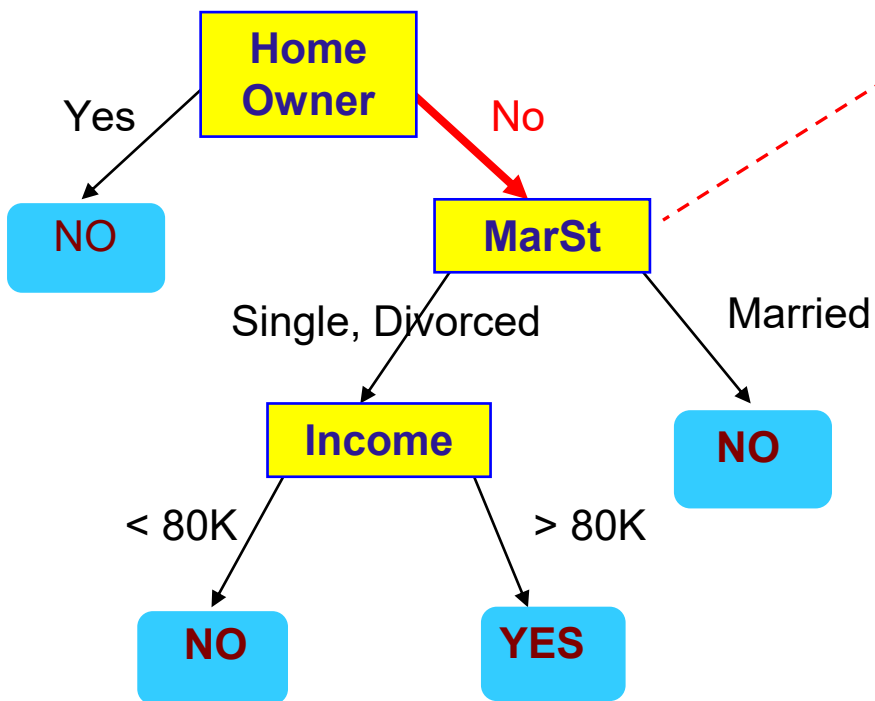 Home
Owner
Yes
No
NO
MarSt
Single, Divorced
Married
Income
NO
< 80K
> 80K
NO
YES